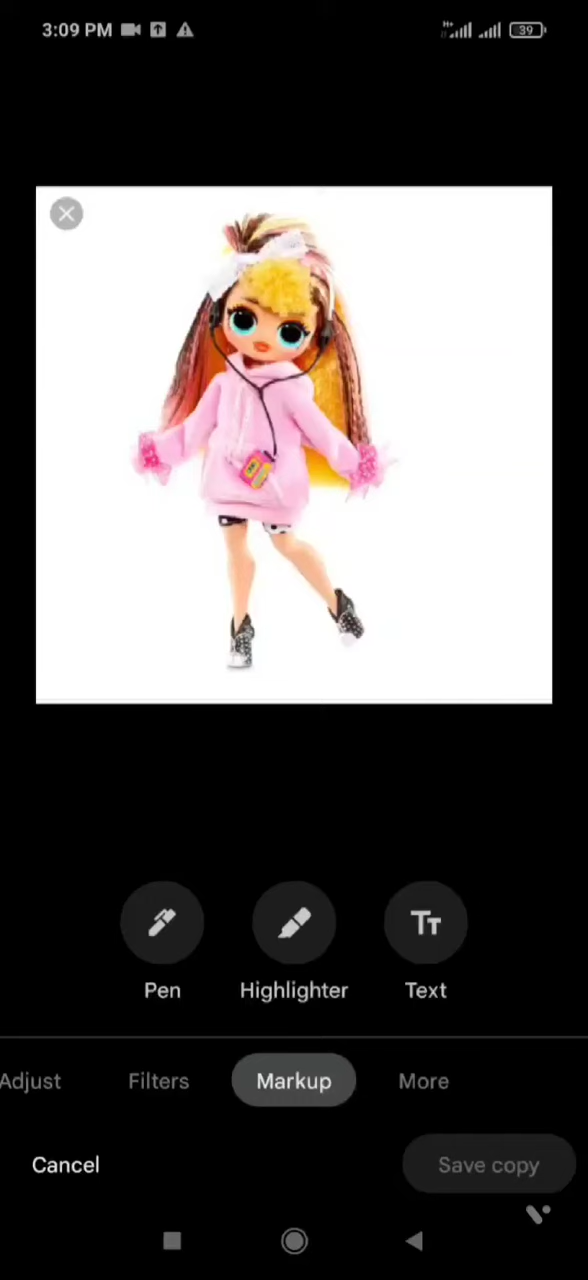 3:09 PM
H+
39
Pen
Highlighter
Text
Adjust
Filters
Markup
More
Cancel
Save copy